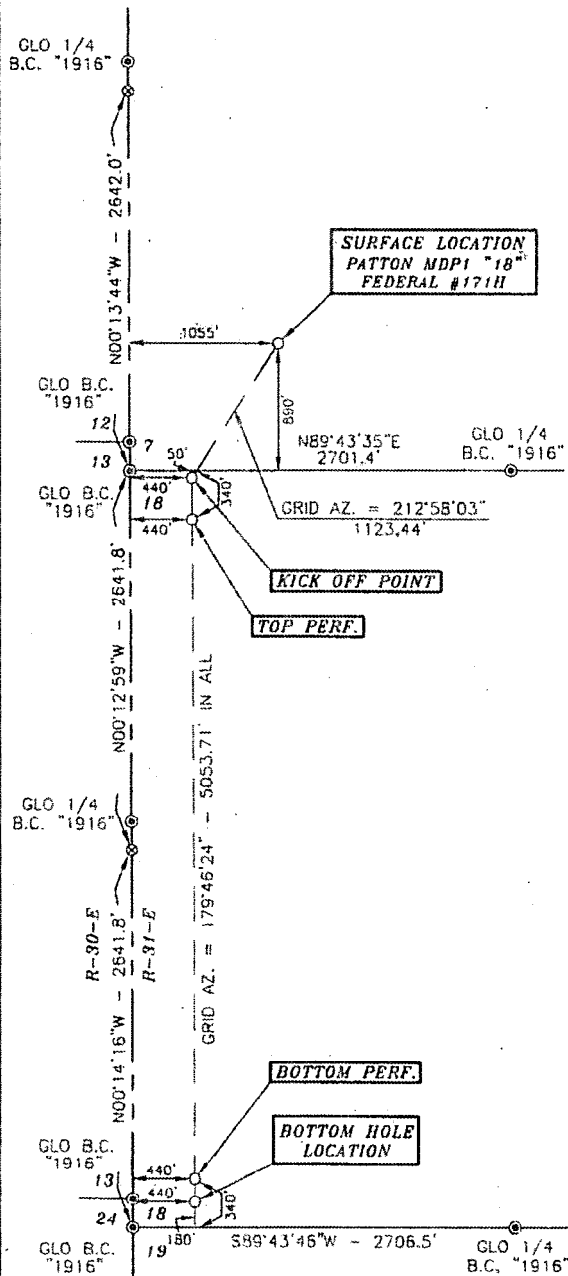 GLO 1/4
B.C. "1916"
N00°13'44"W - 2642.0'
SURFACE LOCATION
PATTON MDP1 "18"
FEDERAL #171H
1055'
890'
GLO B.C.
"1916"
12
7
50'
N89°43'35"E
2701.4'
GLO 1/4
B.C. "1916"
13
GLO B.C.
"1916"
440'
18
340'
440'
GRID AZ. = 212°58'03"
1123.44'
KICK OFF POINT
TOP PERF.
N00°12'59"W - 2641.8'
GRID AZ. = 179°46'24" - 5053.71' IN ALL
GLO 1/4
B.C. "1916"
R-30-E
R-31-E
N00°14'16"W - 2641.8'
BOTTOM PERF.
BOTTOM HOLE
LOCATION
GLO B.C.
"1916"
13
440'
440'
18
340'
24
180'
S89°43'46"W - 2706.5'
GLO B.C.
"1916"
19
GLO 1/4
B.C. "1916"